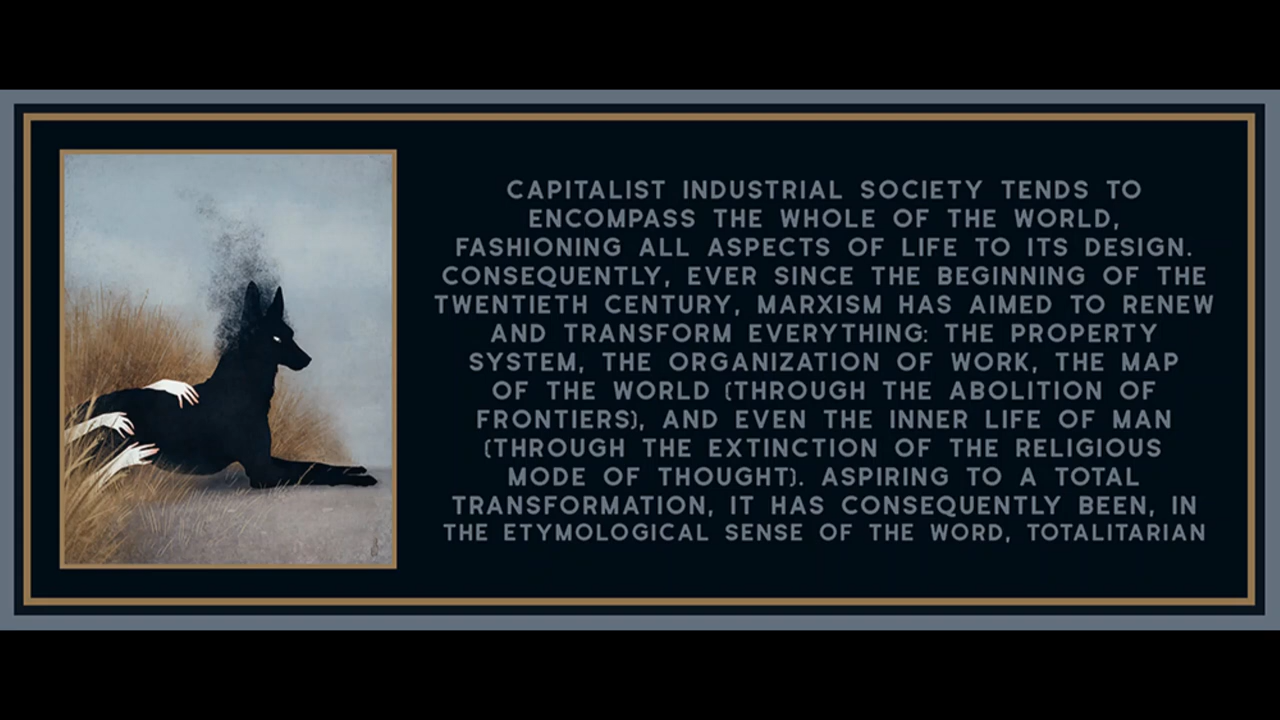 CAPITALIST INDUSTRIAL SOCIETY TENDS TO
ENCOMPASS THE WHOLE OF THE WORLD,
FASHIONING ALL ASPECTS OF LIFE TO ITS DESIGN.
CONSEQUENTLY, EVER SINCE THE BEGINNING OF THE
TWENTIETH CENTURY, MARXISM HAS AIMED TO RENEW
AND TRANSFORM EVERYTHING: THE PROPERTY
SYSTEM, THE ORGANIZATION OF WORK, THE MAP
OF THE WORLD (THROUGH THE ABOLITION OF
FRONTIERS), AND EVEN THE INNER LIFE OF MAN
(THROUGH THE EXTINCTION OF THE RELIGIOUS
MODE OF THOUGHT). ASPIRING TO A TOTAL
TRANSFORMATION, IT HAS CONSEQUENTLY BEEN, IN
THE ETYMOLOGICAL SENSE OF THE WORD, TOTALITARIAN